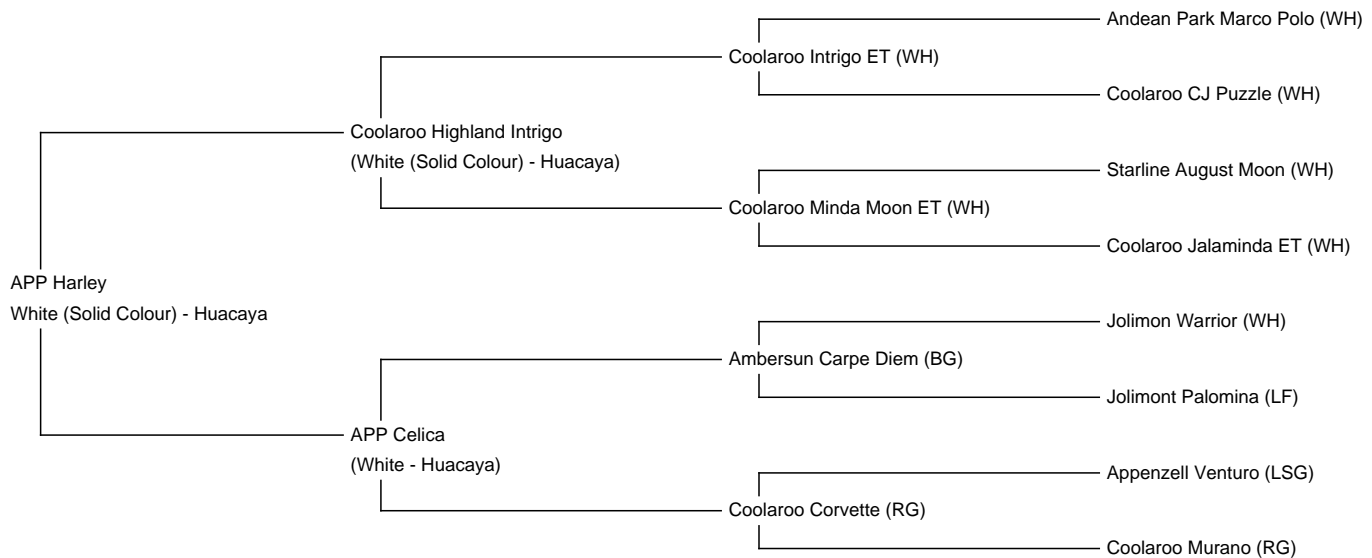 Andean Park Marco Polo (WH)
Coolaroo Intrigo ET (WH)
Coolaroo CJ Puzzle (WH)
Coolaroo Highland Intrigo
(White (Solid Colour) - Huacaya)
Starline August Moon (WH)
Coolaroo Minda Moon ET (WH)
Coolaroo Jalaminda ET (WH)
APP Harley
White (Solid Colour) - Huacaya
Jolimon Warrior (WH)
Ambersun Carpe Diem (BG)
Jolimont Palomina (LF)
APP Celica
(White - Huacaya)
Appenzell Venturo (LSG)
Coolaroo Corvette (RG)
Coolaroo Murano (RG)